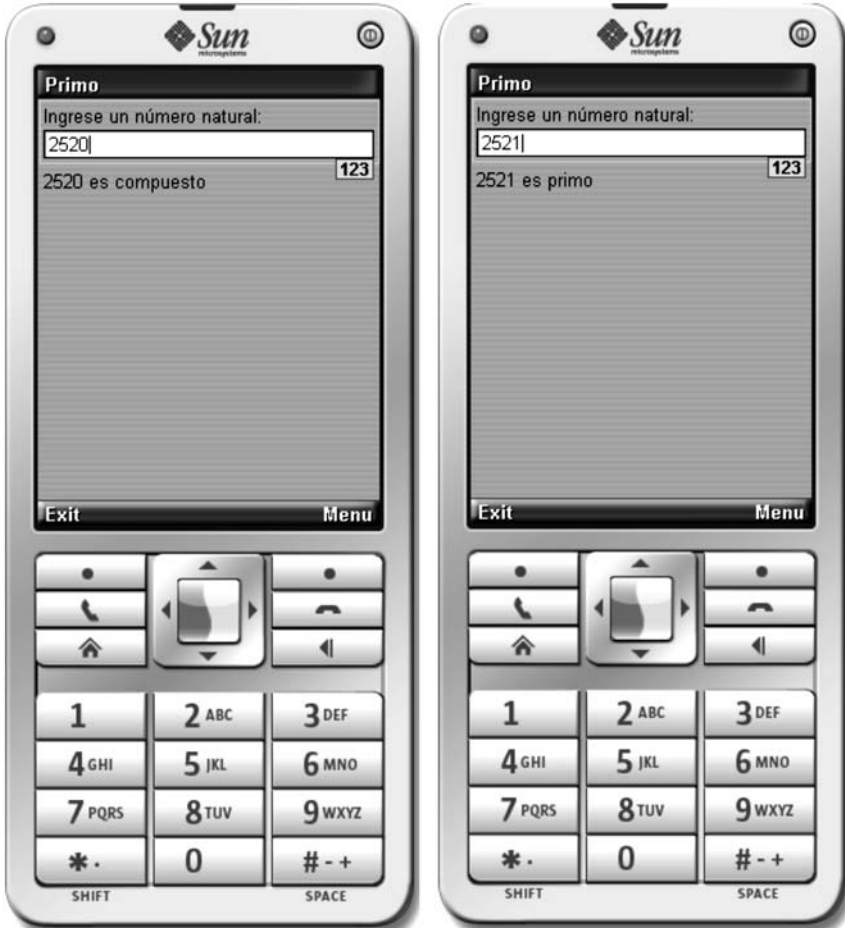 Sun
microsystems
Primo
Ingrese un número natural:
2520
123
2520 es compuesto
Exit Menu
1 2 ABC 3 DEF
4 GHI 5 JKL 6 MNO
7 PQRS 8 TUV 9 WXYZ
* . 0 # - +
SHIFT SPACE
Sun
microsystems
Primo
Ingrese un número natural:
2521
123
2521 es primo
Exit Menu
1 2 ABC 3 DEF
4 GHI 5 JKL 6 MNO
7 PQRS 8 TUV 9 WXYZ
* . 0 # - +
SHIFT SPACE